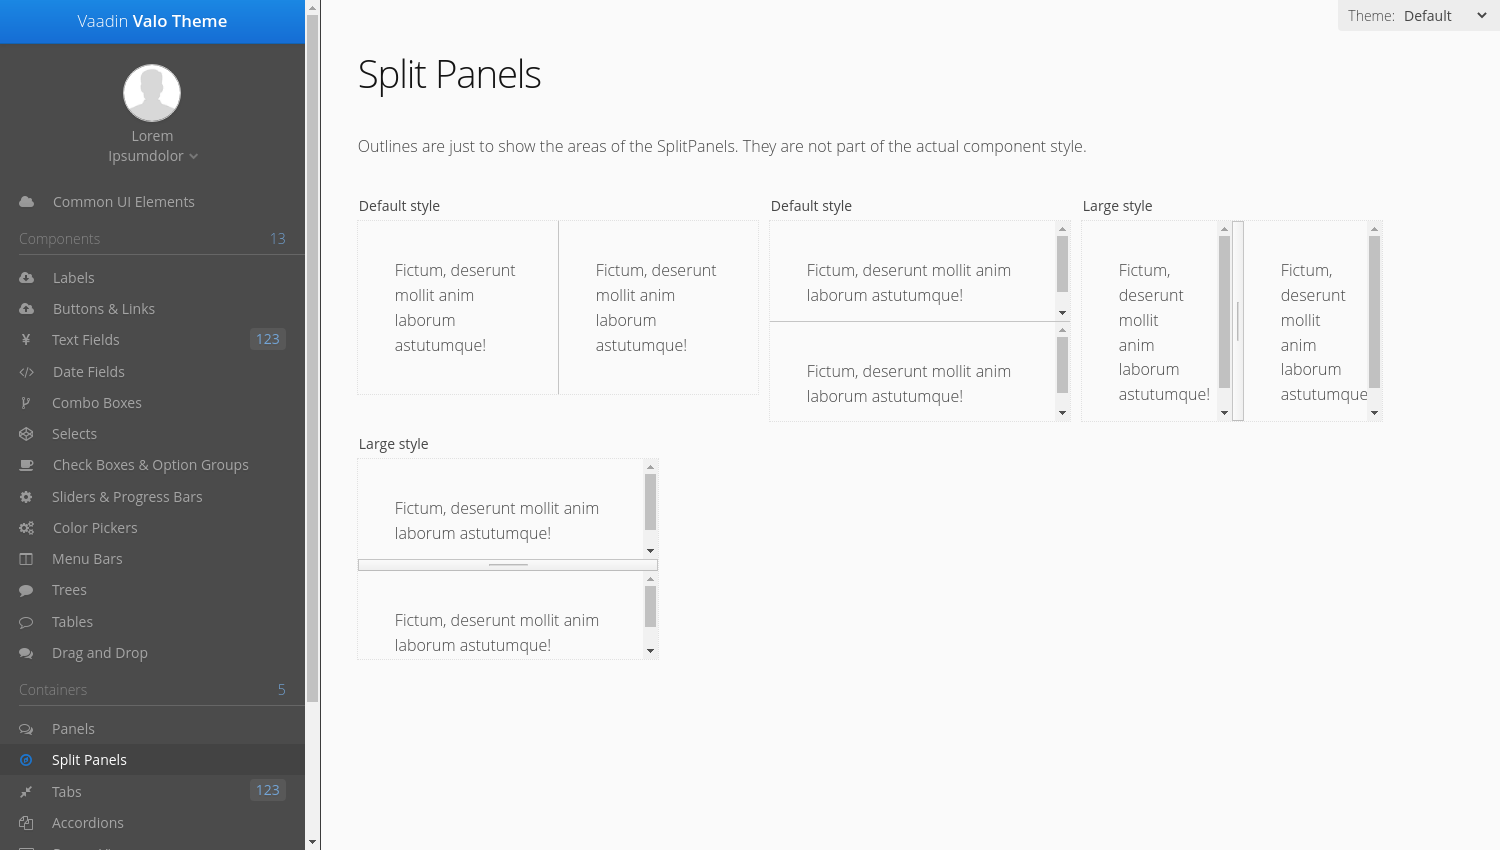 Vaadin Valo Theme
Lorem
Ipsumdolor
Common UI Elements
Components 13
Labels
Buttons & Links
Text Fields 123
Date Fields
Combo Boxes
Selects
Check Boxes & Option Groups
Sliders & Progress Bars
Color Pickers
Menu Bars
Trees
Tables
Drag and Drop
Containers 5
Panels
Split Panels
Tabs 123
Accordions
Theme: Default
Split Panels
Outlines are just to show the areas of the SplitPanels. They are not part of the actual component style.
Default style
Fictum, deserunt
mollit anim
laborum
astutumque!
Fictum, deserunt
mollit anim
laborum
astutumque!
Default style
Fictum, deserunt mollit anim
laborum astutumque!
Fictum, deserunt mollit anim
laborum astutumque!
Large style
Fictum,
deserunt
mollit
anim
laborum
astutumque!
Fictum,
deserunt
mollit
anim
laborum
astutumque
Large style
Fictum, deserunt mollit anim
laborum astutumque!
Fictum, deserunt mollit anim
laborum astutumque!